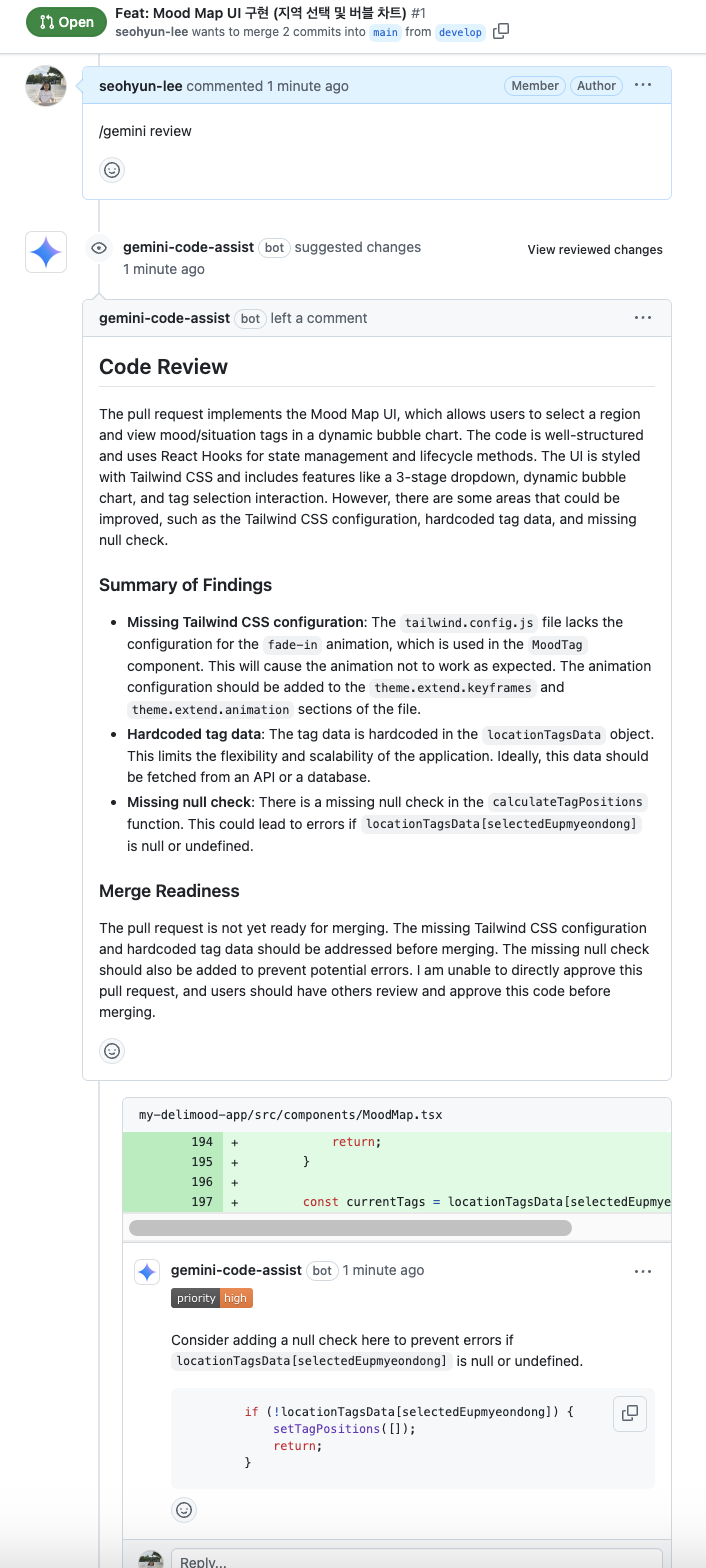 Open
Feat: Mood Map UI 구현 (지역 선택 및 버블 차트) #1
seohyun-lee wants to merge 2 commits into main from develop
seohyun-lee commented 1 minute ago Member Author
/gemini review
gemini-code-assist bot suggested changes
1 minute ago
View reviewed changes
gemini-code-assist bot left a comment
Code Review
The pull request implements the Mood Map UI, which allows users to select a region
and view mood/situation tags in a dynamic bubble chart. The code is well-structured
and uses React Hooks for state management and lifecycle methods. The UI is styled
with Tailwind CSS and includes features like a 3-stage dropdown, dynamic bubble
chart, and tag selection interaction. However, there are some areas that could be
improved, such as the Tailwind CSS configuration, hardcoded tag data, and missing
null check.
Summary of Findings
• Missing Tailwind CSS configuration: The tailwind.config.js file lacks the
configuration for the fade-in animation, which is used in the MoodTag
component. This will cause the animation not to work as expected. The animation
configuration should be added to the theme.extend.keyframes and
theme.extend.animation sections of the file.
• Hardcoded tag data: The tag data is hardcoded in the locationTagsData object.
This limits the flexibility and scalability of the application. Ideally, this data should
be fetched from an API or a database.
• Missing null check: There is a missing null check in the calculateTagPositions
function. This could lead to errors if locationTagsData[selectedEupmyeondong]
is null or undefined.
Merge Readiness
The pull request is not yet ready for merging. The missing Tailwind CSS configuration
and hardcoded tag data should be addressed before merging. The missing null check
should also be added to prevent potential errors. I am unable to directly approve this
pull request, and users should have others review and approve this code before
merging.
my-delimood-app/src/components/MoodMap.tsx
194 + return;
195 + }
196 +
197 + const currentTags = locationTagsData[selectedEupmye
gemini-code-assist bot 1 minute ago
priority high
Consider adding a null check here to prevent errors if
locationTagsData[selectedEupmyeondong] is null or undefined.
if (!locationTagsData[selectedEupmyeondong]) {
setTagPositions([]);
return;
}
Reply...